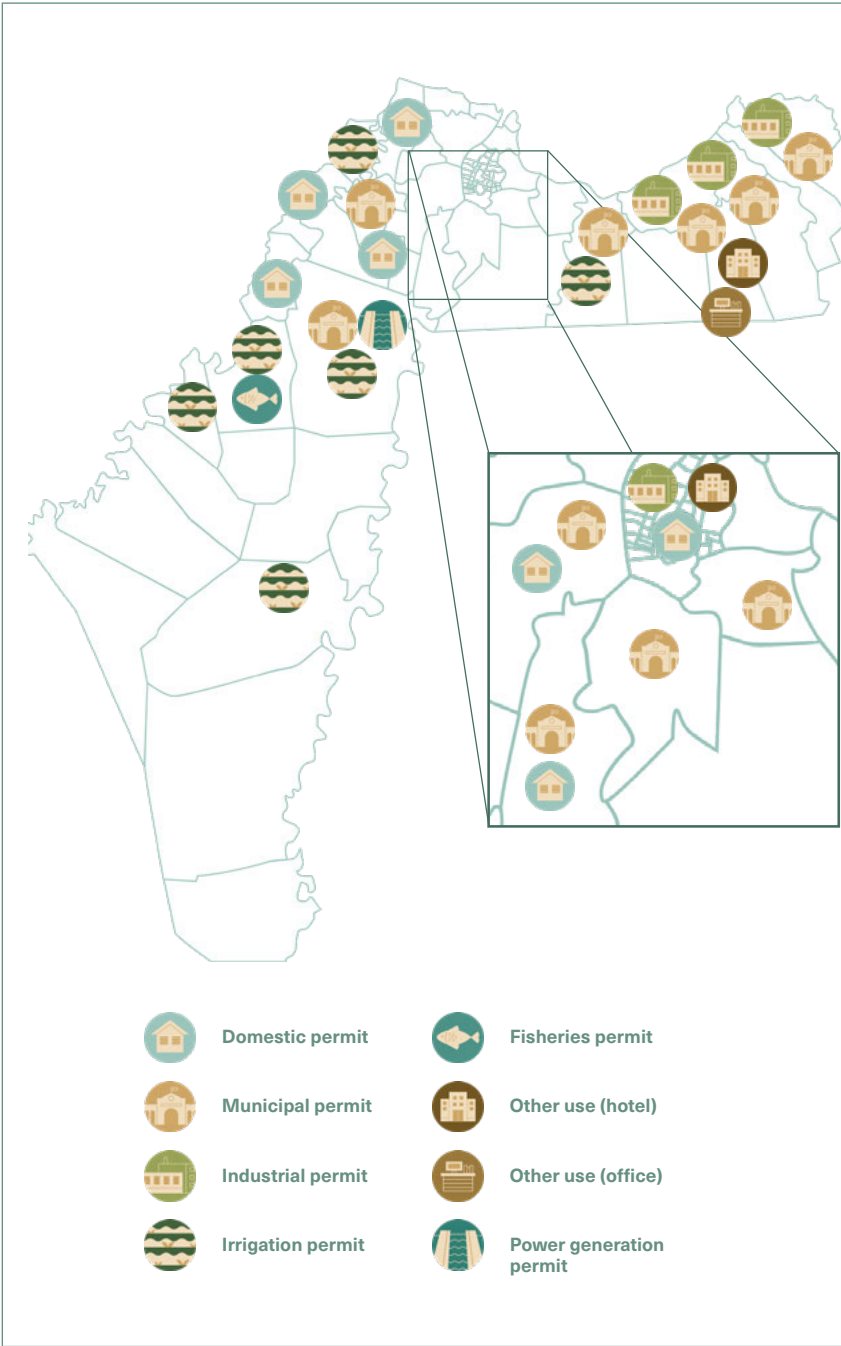 Domestic permit
Municipal permit
Industrial permit
Irrigation permit
Fisheries permit
Other use (hotel)
Other use (office)
Power generation
permit